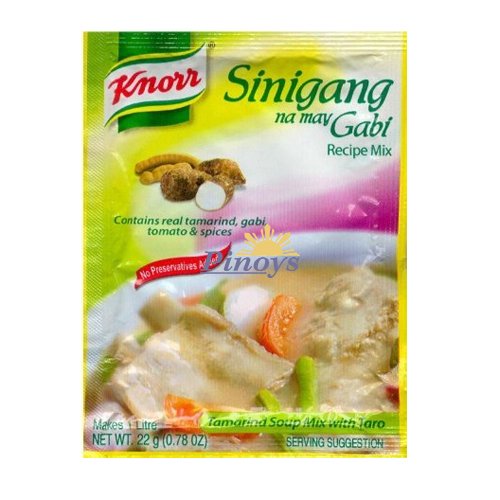 Knorr
Sinigang
na may Gabi
Recipe Mix
Contains real tamarind, gabi,
tomato & spices
No Preservatives Added
Pinoys
Makes 1 Litre
Tamarind Soup Mix with Taro
NET WT. 22 g (0.78 OZ)
SERVING SUGGESTION